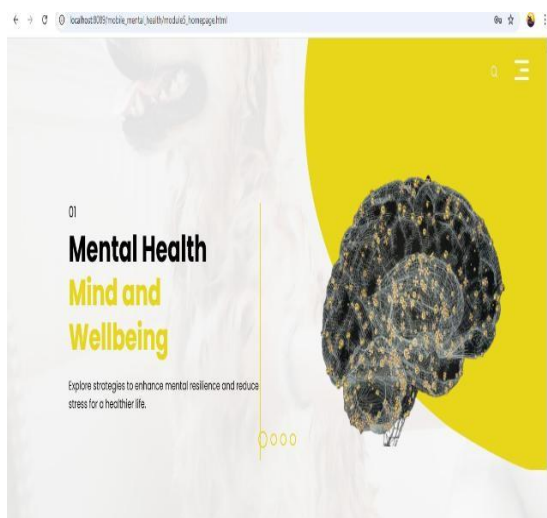 localhost:8089/mobile_mental_health/module5_homepage.html
01
Mental Health
Mind and
Wellbeing
Explore strategies to enhance mental resilience and reduce
stress for a healthier life.